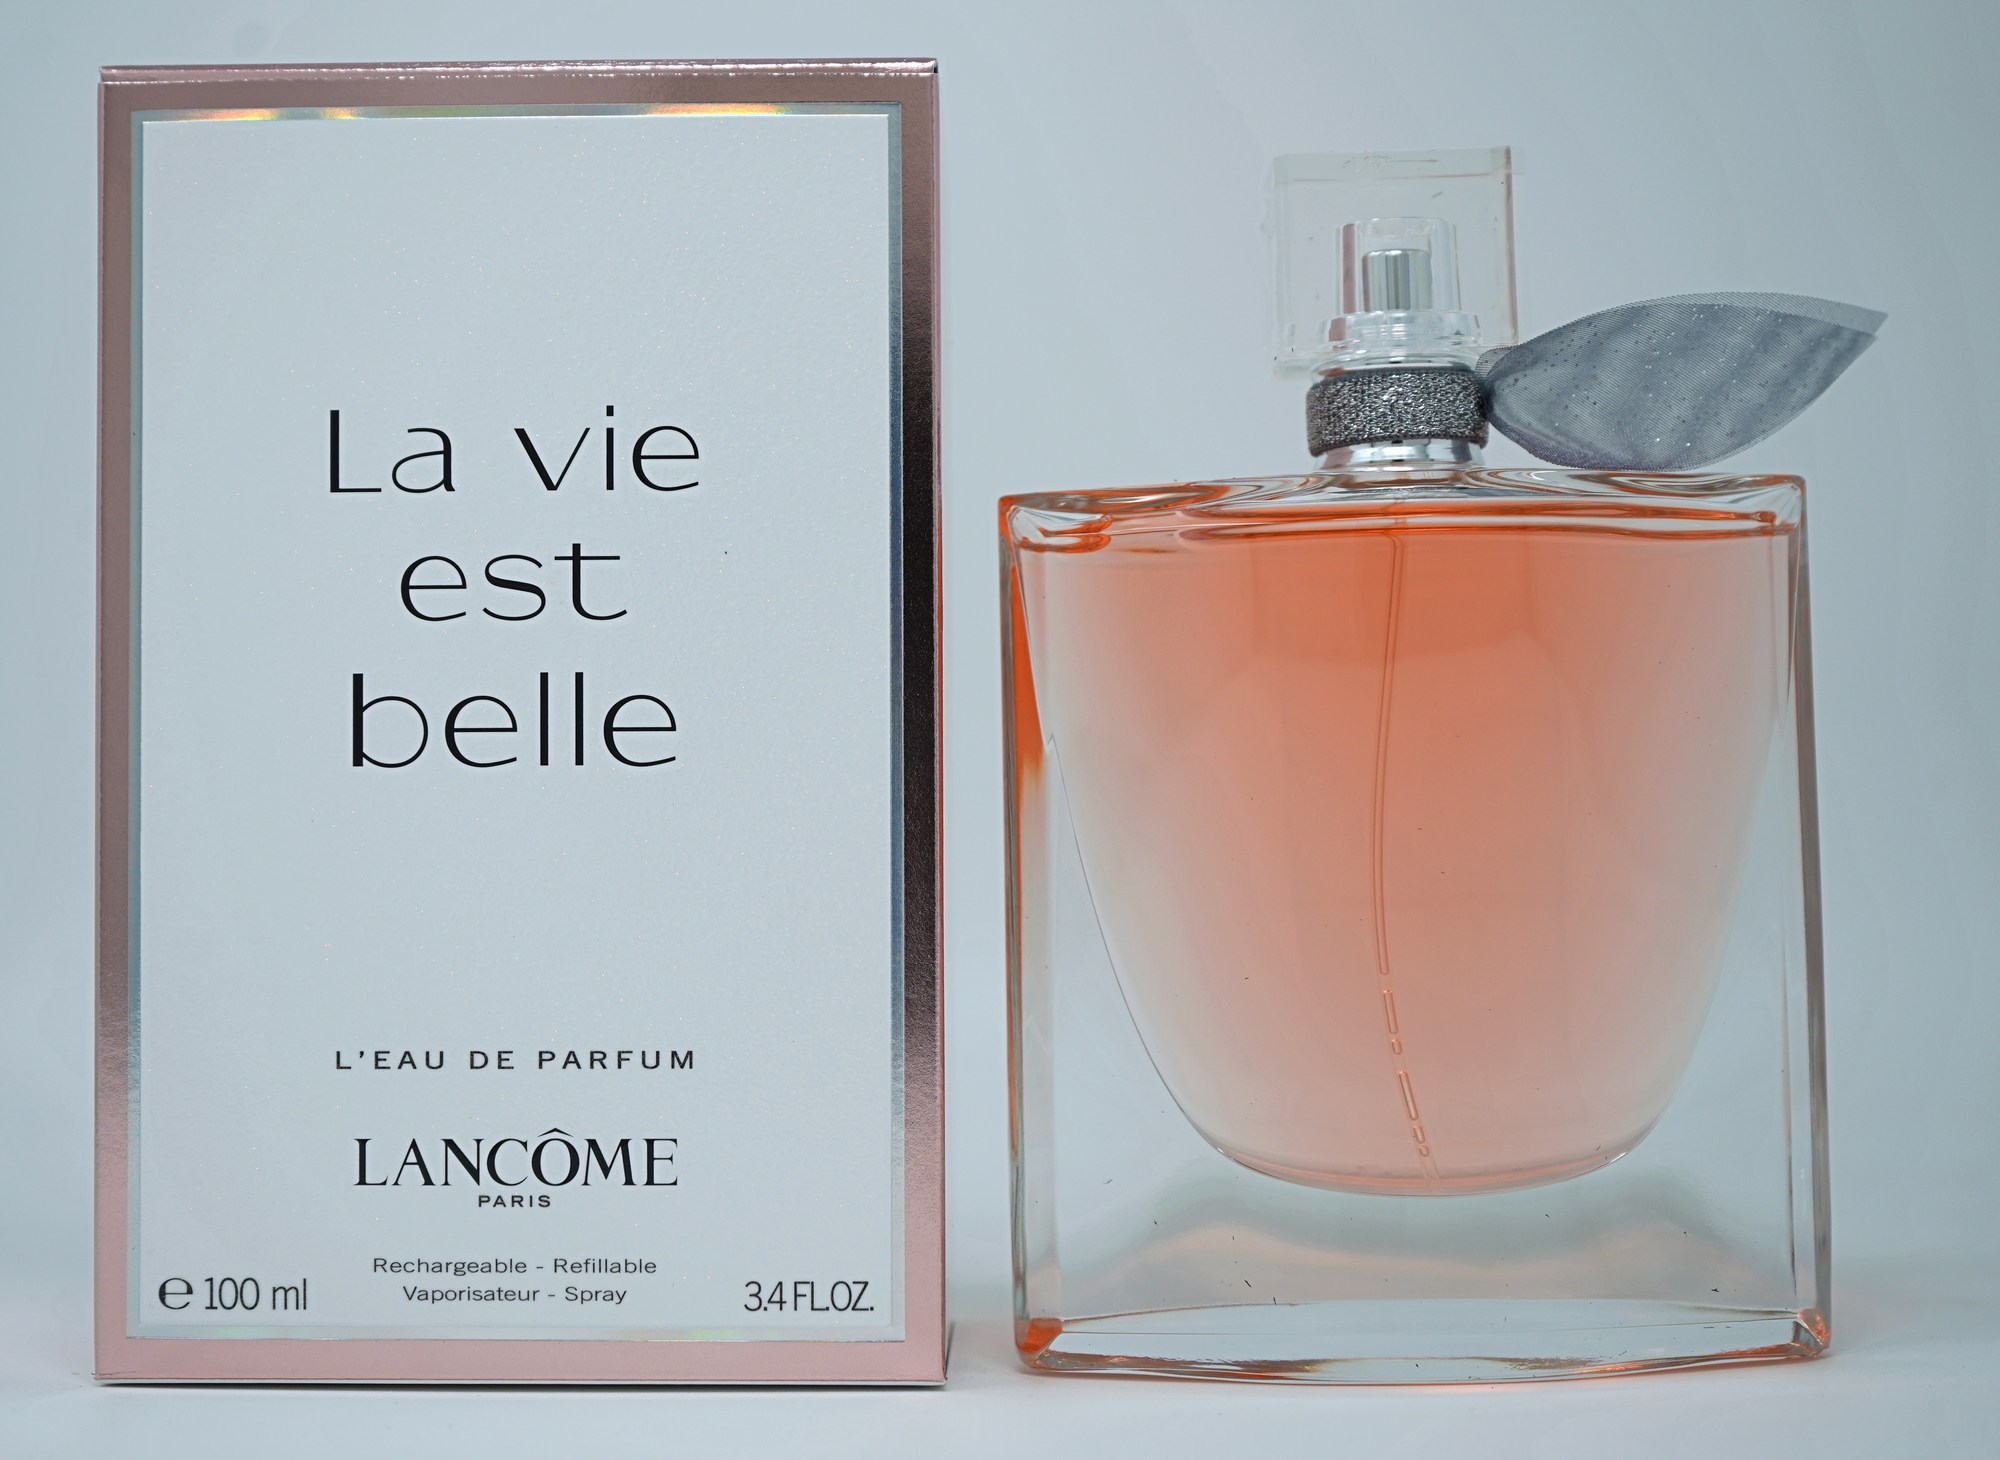 La vie
est
belle
L'EAU DE PARFUM
LANCÔME
PARIS
Rechargeable - Refillable
Vaporisateur - Spray
℮ 100 ml
3.4 FL.OZ.